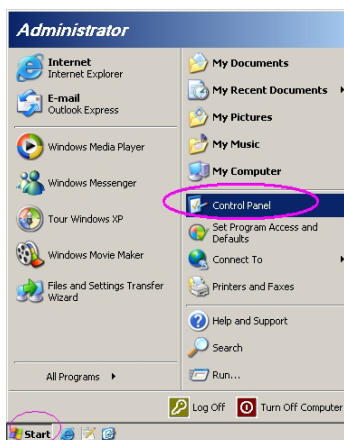 Administrator
Internet
Internet Explorer
E-mail
Outlook Express
Windows Media Player
Windows Messenger
Tour Windows XP
Windows Movie Maker
Files and Settings Transfer
Wizard
All Programs
My Documents
My Recent Documents
My Pictures
My Music
My Computer
Control Panel
Set Program Access and
Defaults
Connect To
Printers and Faxes
Help and Support
Search
Run...
Log Off
Turn Off Computer
Start